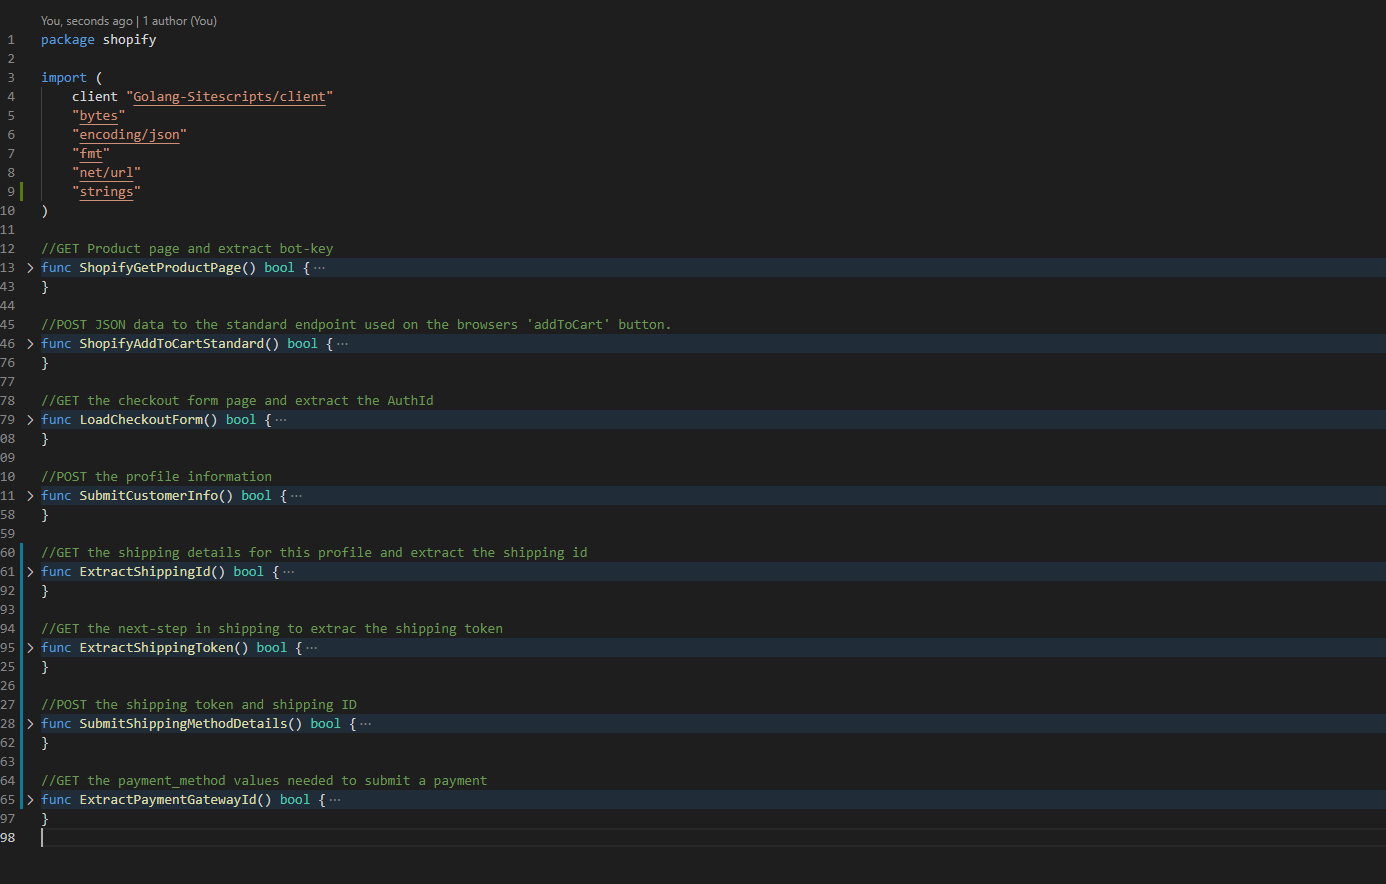 You, seconds ago | 1 author (You)
1 package shopify
2
3 import (
4 client "Golang-Sitescripts/client"
5 "bytes"
6 "encoding/json"
7 "fmt"
8 "net/url"
9 "strings"
10 )
11
12 //GET Product page and extract bot-key
13 > func ShopifyGetProductPage() bool { ···
43 }
44
45 //POST JSON data to the standard endpoint used on the browsers 'addToCart' button.
46 > func ShopifyAddToCartStandard() bool { ···
76 }
77
78 //GET the checkout form page and extract the AuthId
79 > func LoadCheckoutForm() bool { ···
08 }
09
10 //POST the profile information
11 > func SubmitCustomerInfo() bool { ···
58 }
59
60 //GET the shipping details for this profile and extract the shipping id
61 > func ExtractShippingId() bool { ···
92 }
93
94 //GET the next-step in shipping to extrac the shipping token
95 > func ExtractShippingToken() bool { ···
25 }
26
27 //POST the shipping token and shipping ID
28 > func SubmitShippingMethodDetails() bool { ···
62 }
63
64 //GET the payment_method values needed to submit a payment
65 > func ExtractPaymentGatewayId() bool { ···
97 }
98